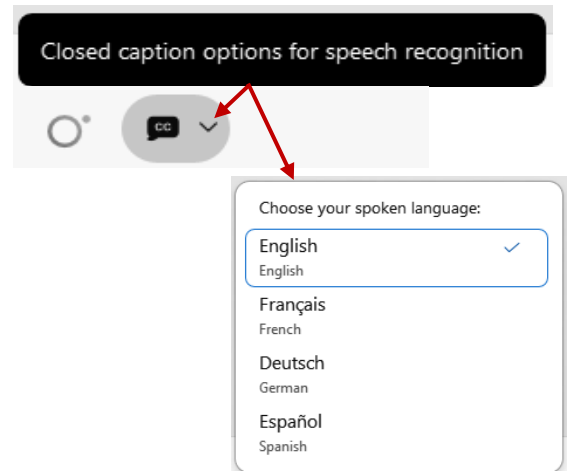 Closed caption options for speech recognition
CC
Choose your spoken language:
English
English
Français
French
Deutsch
German
Español
Spanish